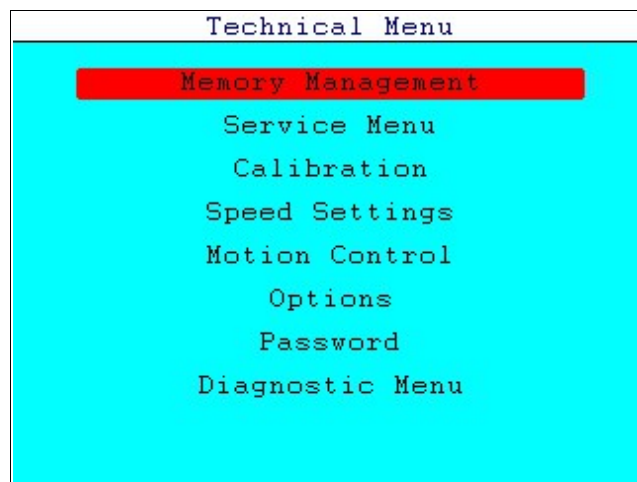 Technical Menu
Memory Management
Service Menu
Calibration
Speed Settings
Motion Control
Options
Password
Diagnostic Menu